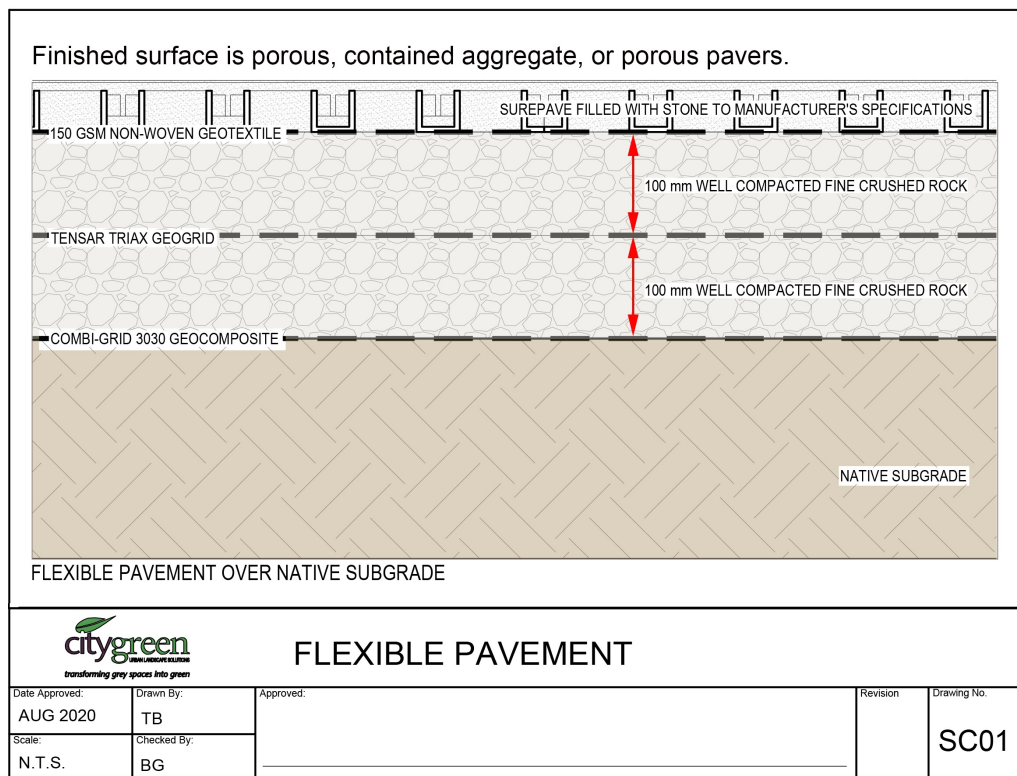 Finished surface is porous, contained aggregate, or porous pavers.
SUREPAVE FILLED WITH STONE TO MANUFACTURER'S SPECIFICATIONS
150 GSM NON-WOVEN GEOTEXTILE
100 mm WELL COMPACTED FINE CRUSHED ROCK
TENSAR TRIAX GEOGRID
100 mm WELL COMPACTED FINE CRUSHED ROCK
COMBI-GRID 3030 GEOCOMPOSITE
NATIVE SUBGRADE
FLEXIBLE PAVEMENT OVER NATIVE SUBGRADE
citygreen
URBAN LANDSCAPE SOLUTIONS
transforming grey spaces into green
FLEXIBLE PAVEMENT
Date Approved:
AUG 2020
Drawn By:
TB
Approved:
Revision
Drawing No.
SC01
Scale:
N.T.S.
Checked By:
BG